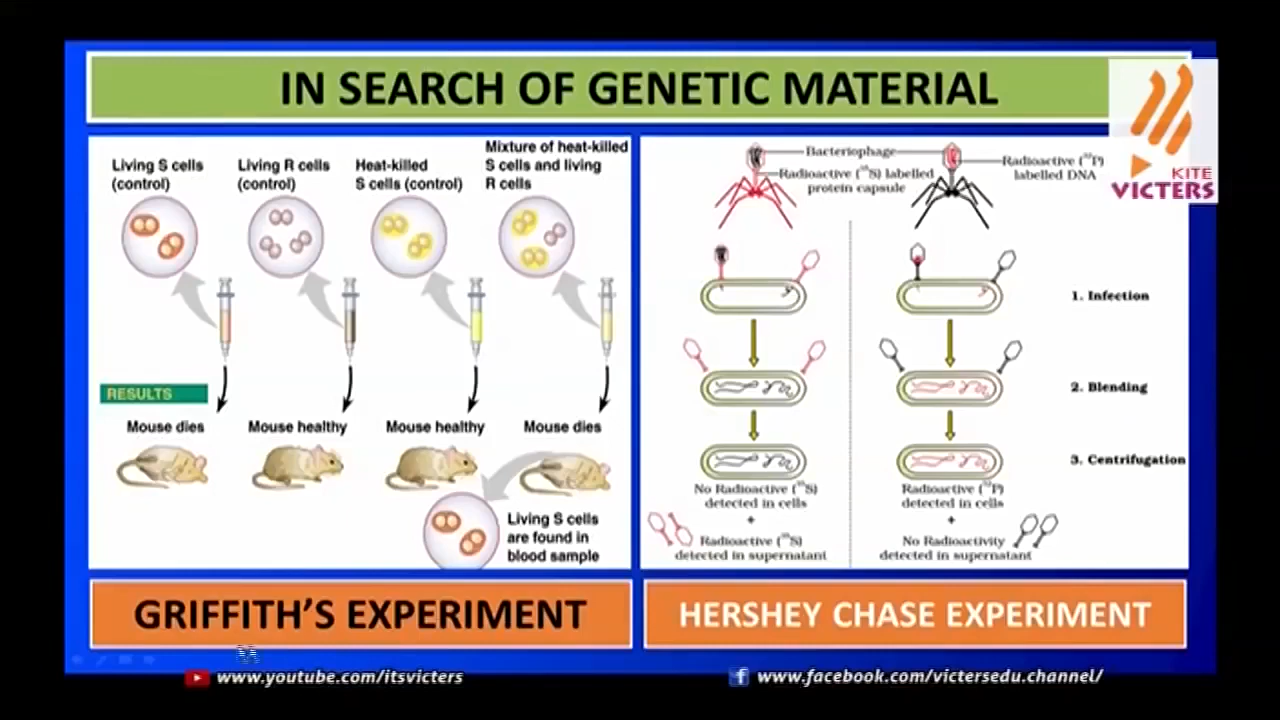 IN SEARCH OF GENETIC MATERIAL
KITE
VICTERS
Living S cells
(control)
Living R cells
(control)
Heat-killed
S cells (control)
Mixture of heat-killed
S cells and living
R cells
RESULTS
Mouse dies
Mouse healthy
Mouse healthy
Mouse dies
Living S cells
are found in
blood sample
GRIFFITH'S EXPERIMENT
Bacteriophage
Radioactive (³⁵S) labelled
protein capsule
Radioactive (³²P)
labelled DNA
1. Infection
2. Blending
3. Centrifugation
No Radioactive (³⁵S)
detected in cells
+
Radioactive (³⁵S)
detected in supernatant
Radioactive (³²P)
detected in cells
+
No Radioactivity
detected in supernatant
HERSHEY CHASE EXPERIMENT
www.youtube.com/itsvicters
www.facebook.com/victersedu.channel/